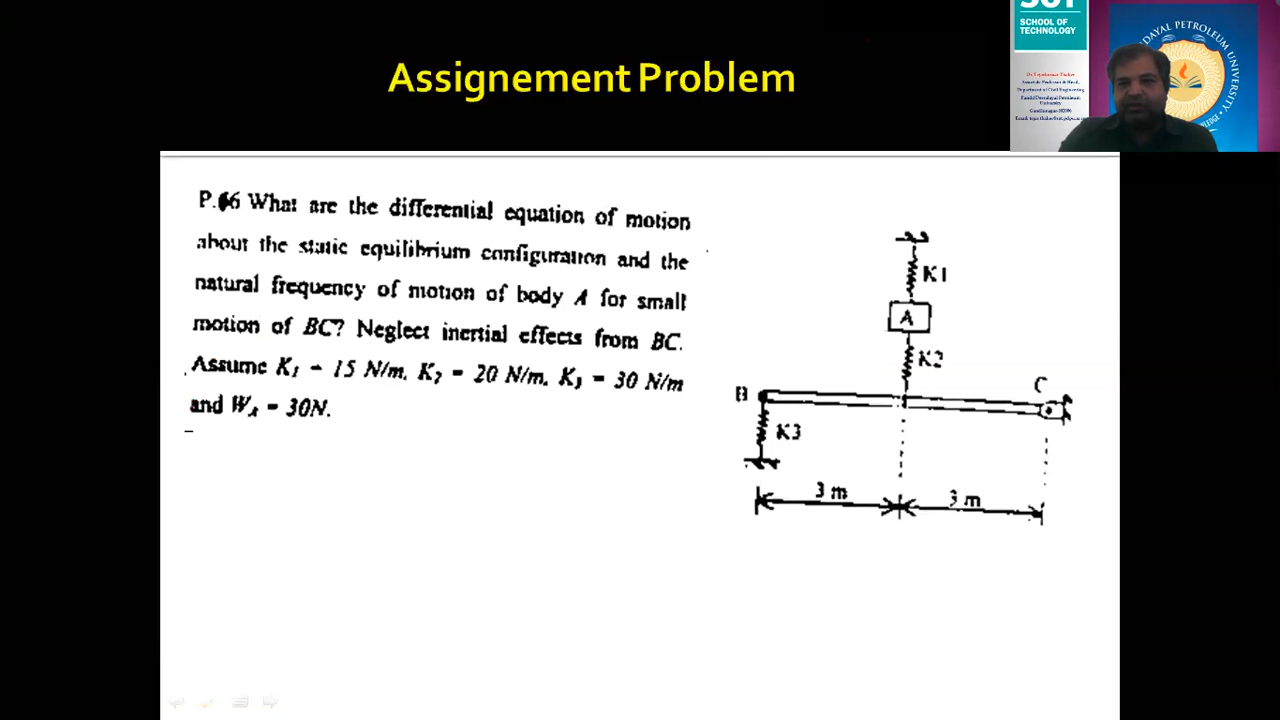 Assignement Problem
SCHOOL OF
TECHNOLOGY
DAYAL PETROLEUM UNIVERSITY
P.66 What are the differential equation of motion
about the static equilibrium configuration and the
natural frequency of motion of body A for small
motion of BC? Neglect inertial effects from BC.
Assume K₁ = 15 N/m, K₂ = 20 N/m, K₃ = 30 N/m
and W_A = 30N.
K1
A
K2
B
C
K3
3 m
3 m